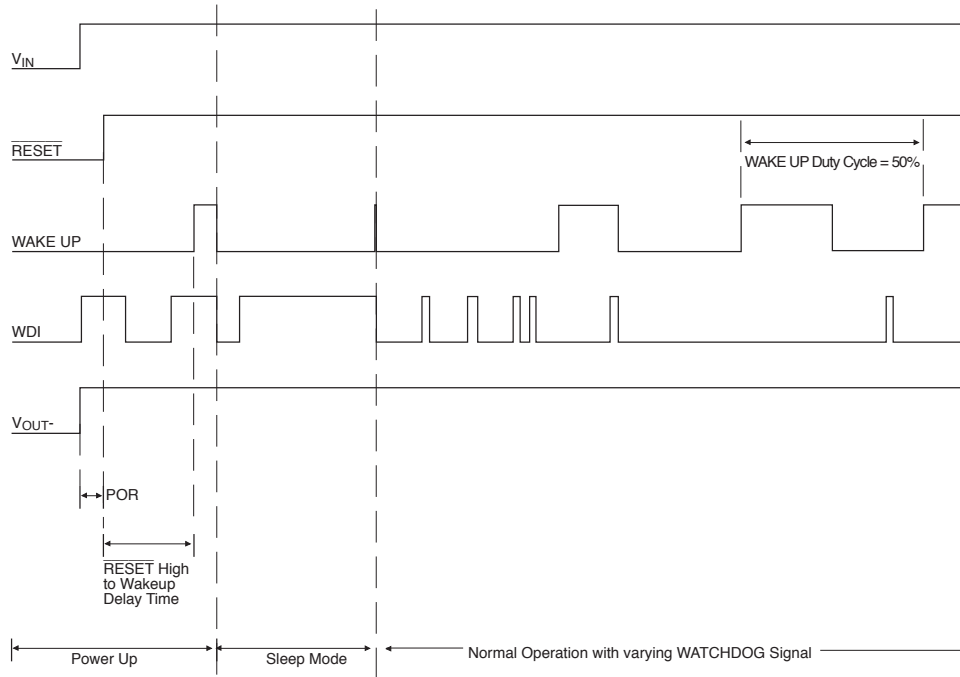 VIN
RESET
WAKE UP Duty Cycle = 50%
WAKE UP
WDI
VOUT-
POR
RESET High
to Wakeup
Delay Time
Power Up
Sleep Mode
Normal Operation with varying WATCHDOG Signal